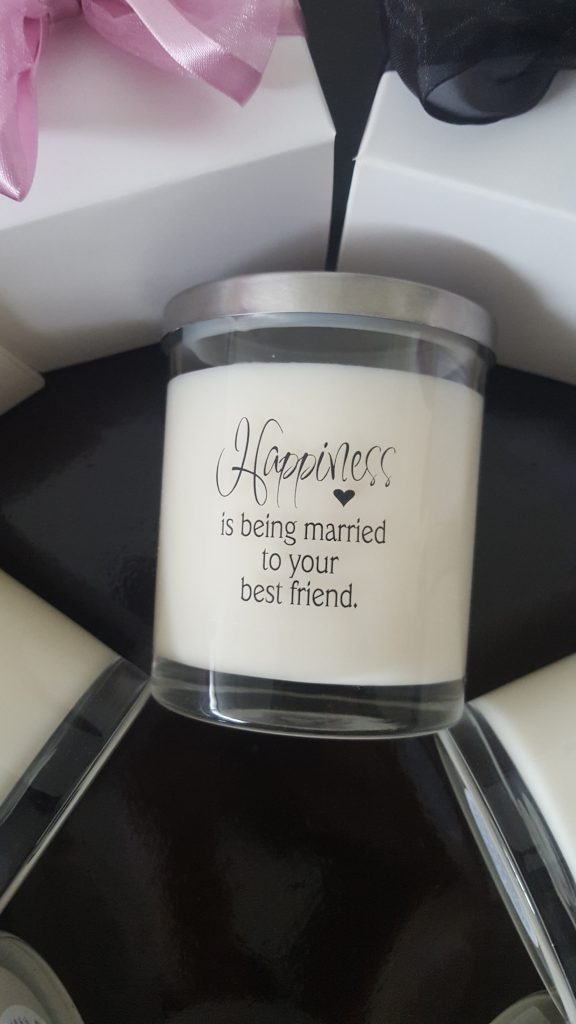 Happiness
is being married
to your
best friend.